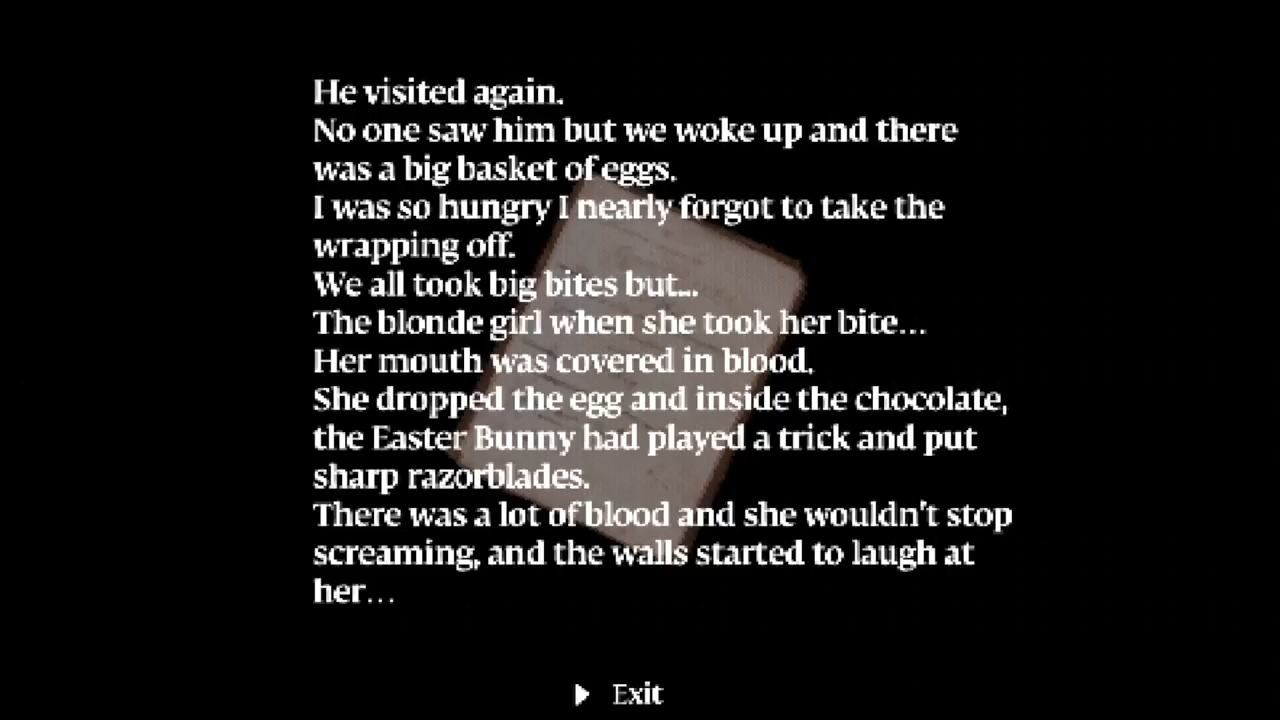 He visited again.
No one saw him but we woke up and there
was a big basket of eggs.
I was so hungry I nearly forgot to take the
wrapping off.
We all took big bites but...
The blonde girl when she took her bite...
Her mouth was covered in blood.
She dropped the egg and inside the chocolate,
the Easter Bunny had played a trick and put
sharp razorblades.
There was a lot of blood and she wouldn't stop
screaming, and the walls started to laugh at
her...
Exit